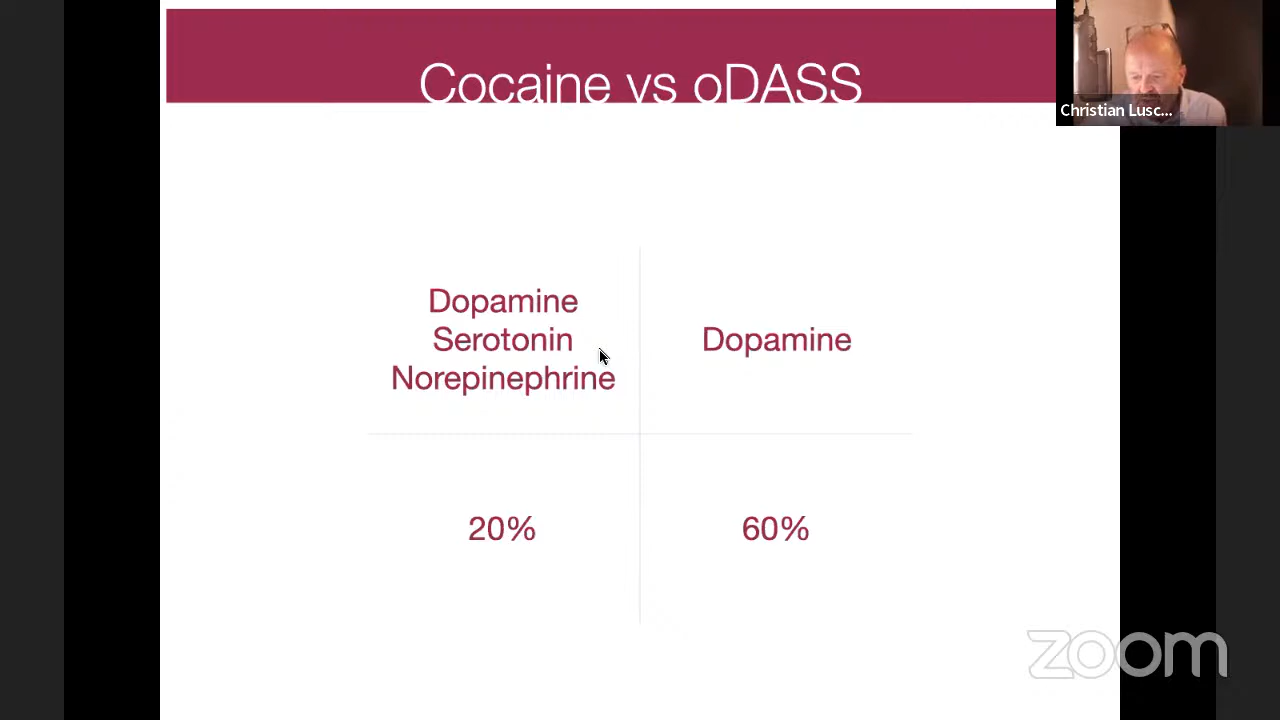 Cocaine vs oDASS
Christian Lusc...
Dopamine
Serotonin
Norepinephrine
Dopamine
20%
60%
zoom